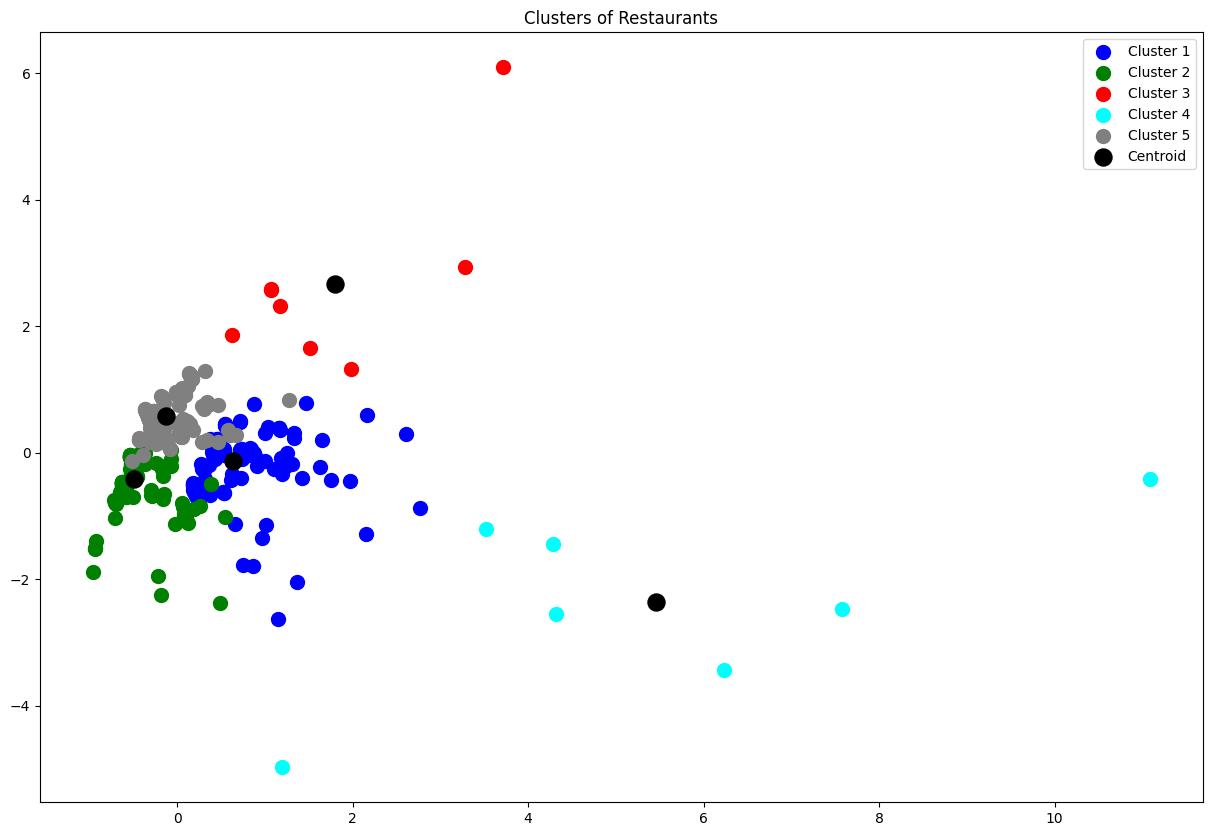 Clusters of Restaurants
Cluster 1
Cluster 2
Cluster 3
Cluster 4
Cluster 5
Centroid
6
4
2
0
−2
−4
0
2
4
6
8
10